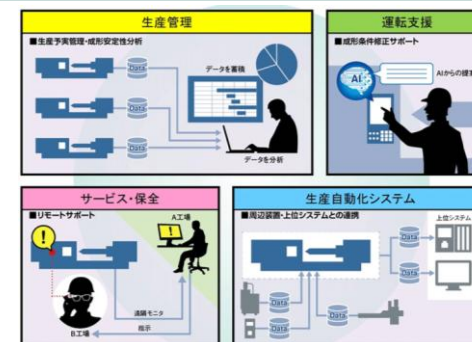 生産管理
■生産予実管理・成形安定性分析
Data
データを蓄積
Data
Data
データを分析
運転支援
■成形条件修正サポート
AI
AIからの提案
サービス・保全
■リモートサポート
A工場
!
!
遠隔モニタ
指示
B工場
生産自動化システム
■周辺装置・上位システムとの連携
上位システム
Data
Data
Data
Data
Data